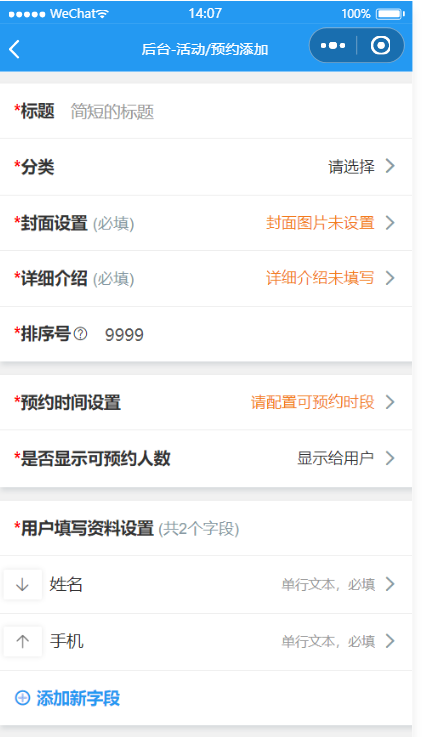 WeChat 14:07 100%
后台-活动/预约添加
*标题 简短的标题
*分类 请选择
*封面设置 (必填) 封面图片未设置
*详细介绍 (必填) 详细介绍未填写
*排序号 9999
*预约时间设置 请配置可预约时段
*是否显示可预约人数 显示给用户
*用户填写资料设置 (共2个字段)
姓名 单行文本，必填
手机 单行文本，必填
添加新字段